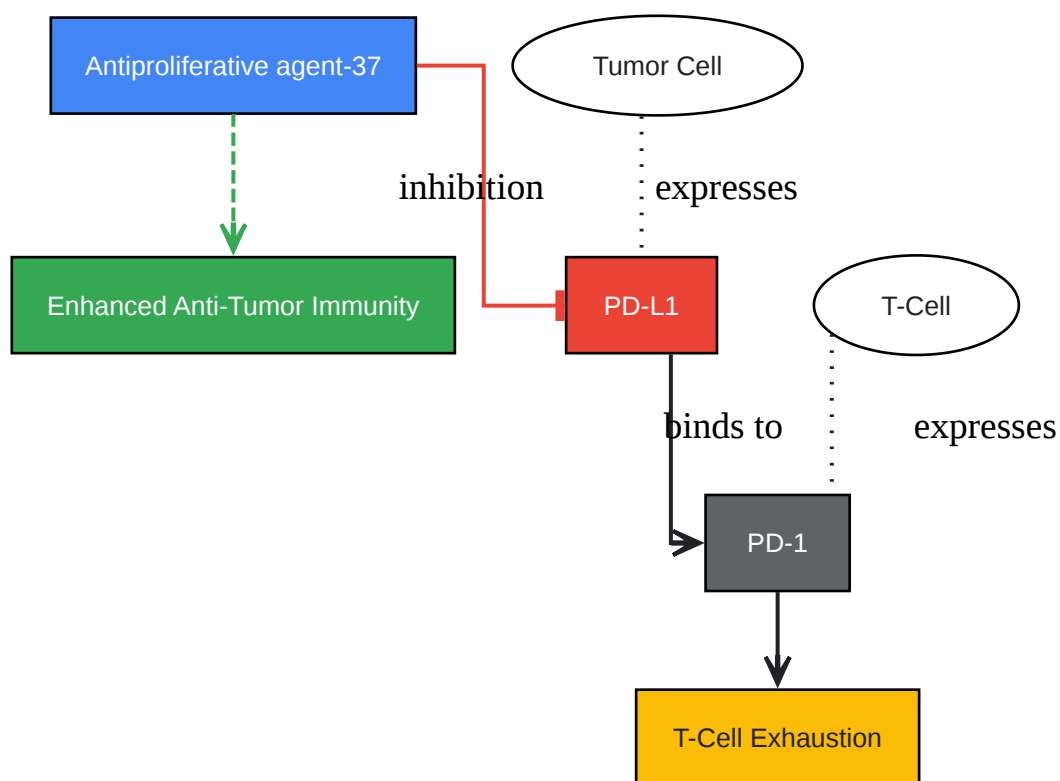 Antiproliferative agent-37
Tumor Cell
inhibition
expresses
Enhanced Anti-Tumor Immunity
PD-L1
T-Cell
binds to
expresses
PD-1
T-Cell Exhaustion